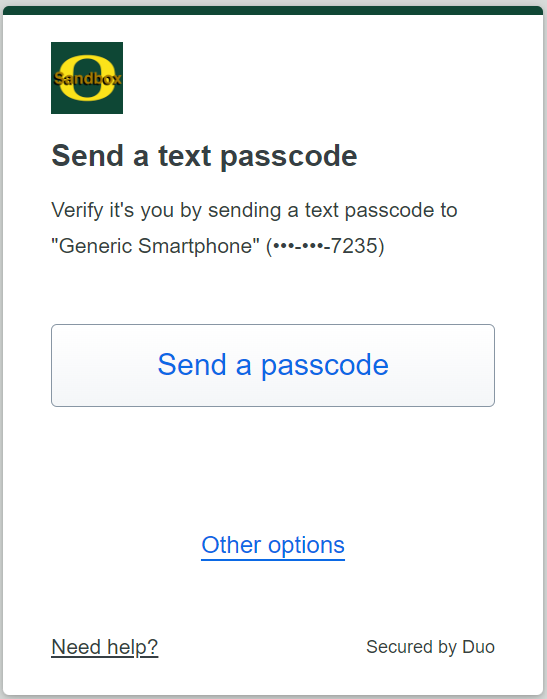 Sandbox
Send a text passcode
Verify it's you by sending a text passcode to
"Generic Smartphone" (•••-•••-7235)
Send a passcode
Other options
Need help?
Secured by Duo